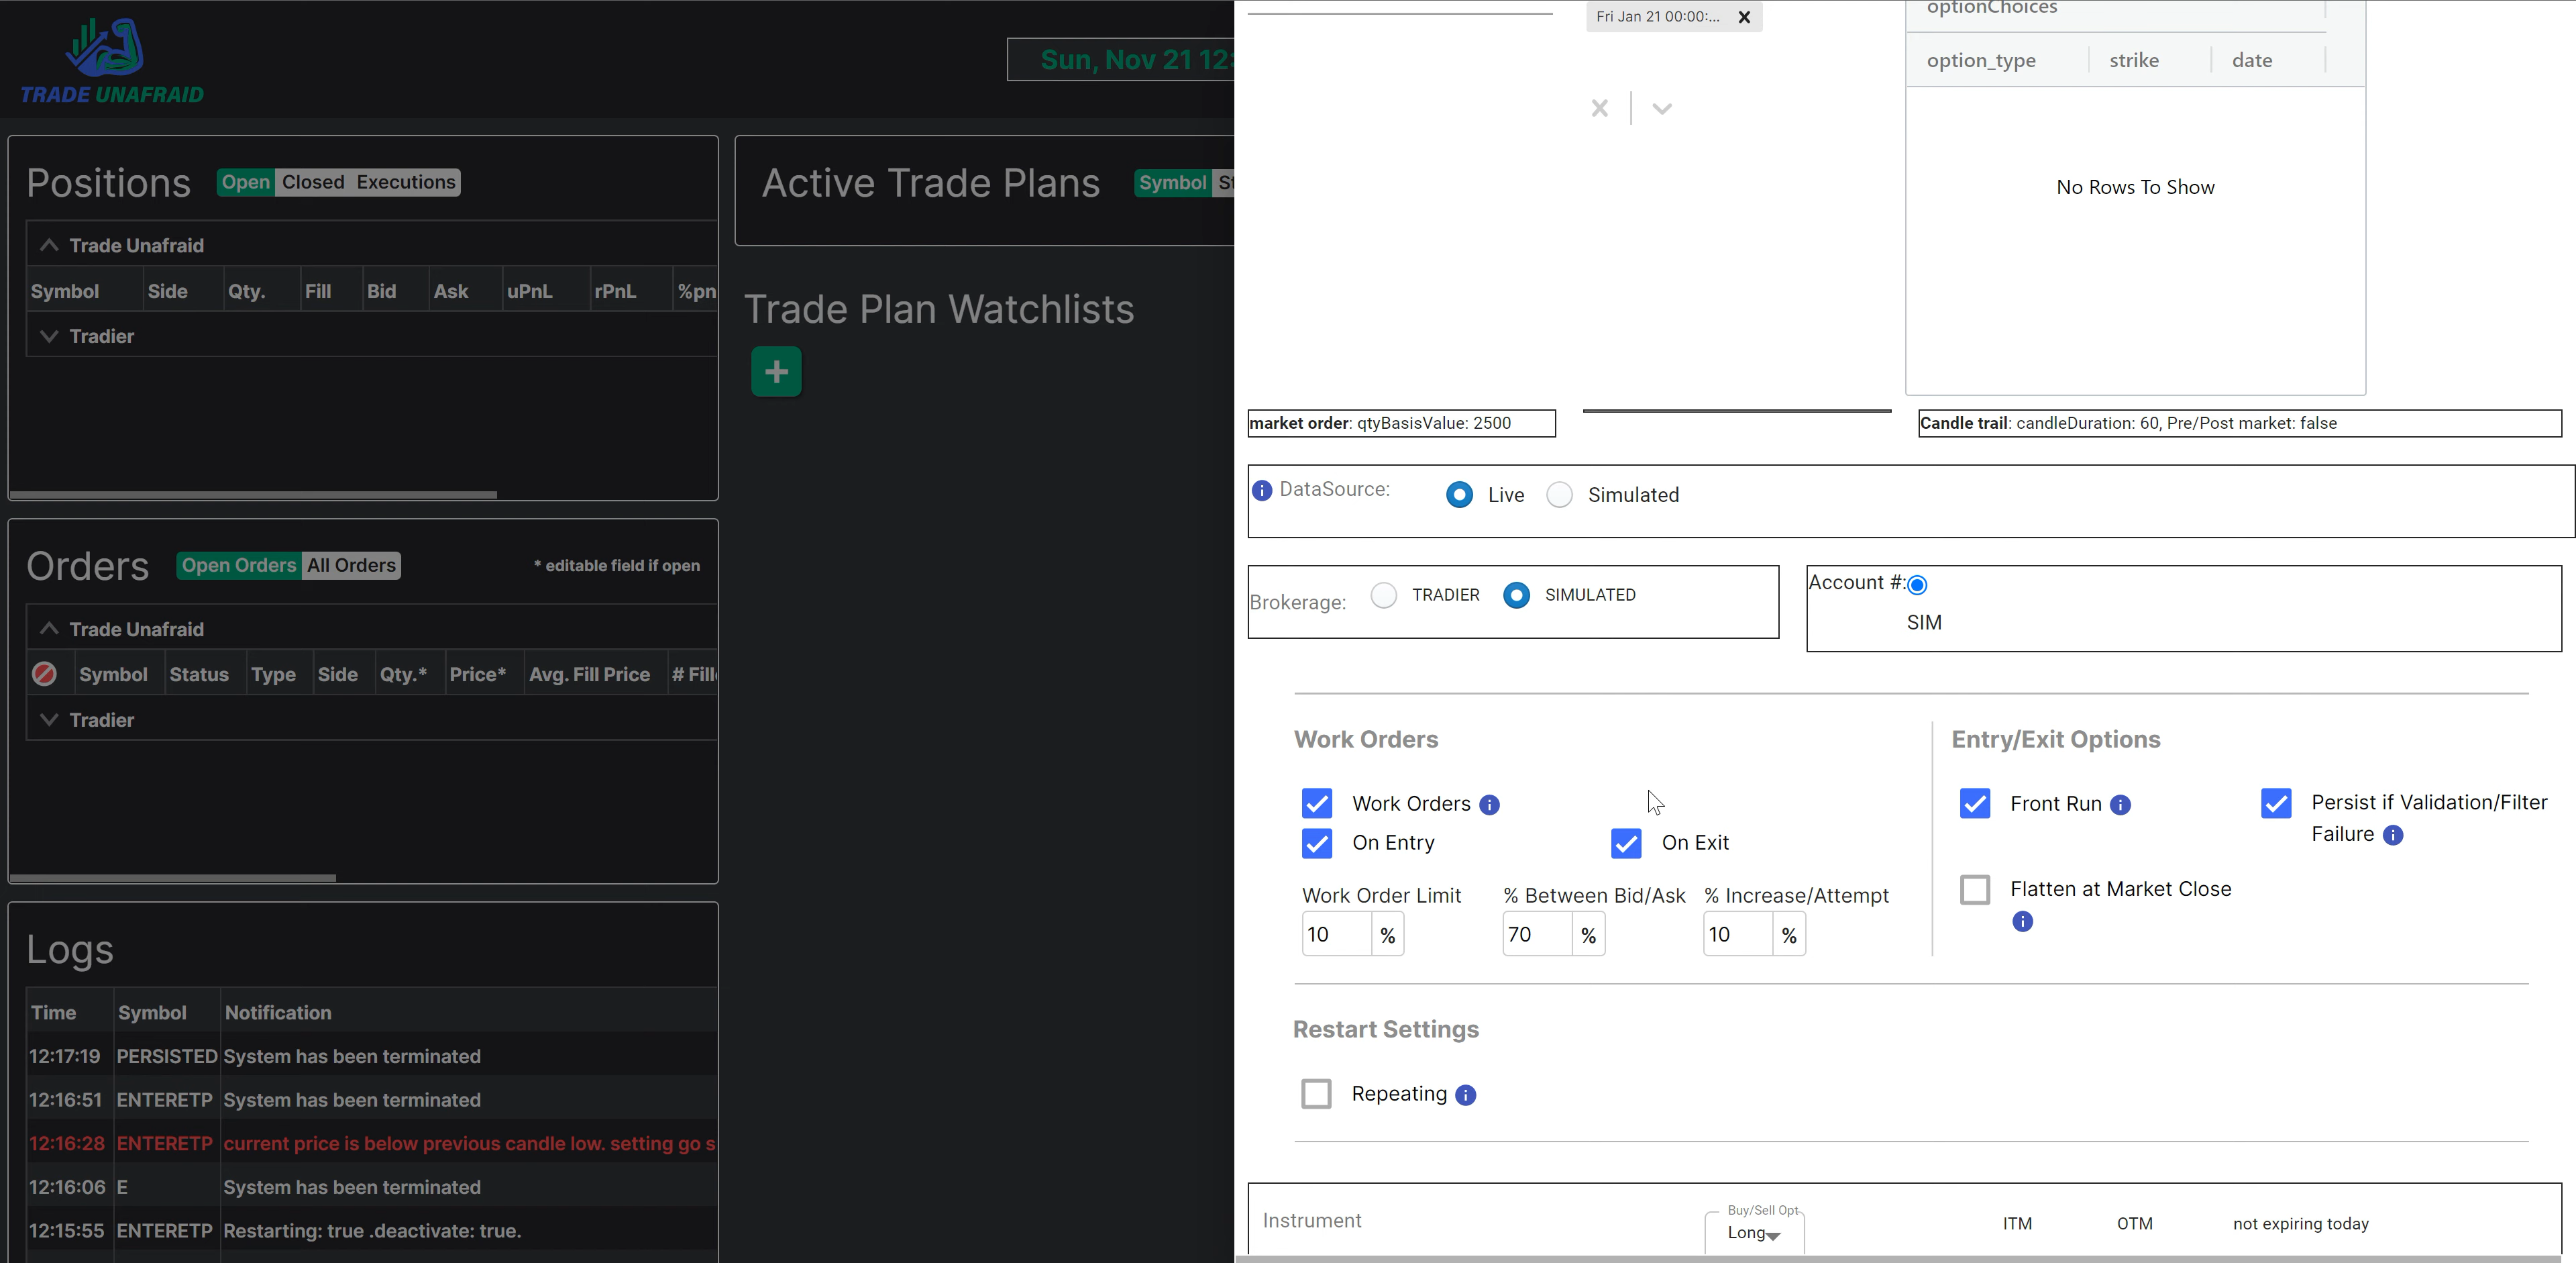 TRADE UNAFRAID
Sun, Nov 21 12:
Positions
Open Closed Executions
Trade Unafraid
Symbol Side Qty. Fill Bid Ask uPnL rPnL %pn
Tradier
Active Trade Plans
Symbol
Trade Plan Watchlists
+
Orders
Open Orders All Orders
* editable field if open
Trade Unafraid
Symbol Status Type Side Qty.* Price* Avg. Fill Price # Fill
Tradier
Logs
Time Symbol Notification
12:17:19 PERSISTED System has been terminated
12:16:51 ENTERETP System has been terminated
12:16:28 ENTERETP current price is below previous candle low. setting go s
12:16:06 E System has been terminated
12:15:55 ENTERETP Restarting: true .deactivate: true.
Fri Jan 21 00:00:...
optionChoices
option_type strike date
No Rows To Show
market order: qtyBasisValue: 2500
Candle trail: candleDuration: 60, Pre/Post market: false
DataSource: Live Simulated
Brokerage: TRADIER SIMULATED
Account #:
SIM
Work Orders
Work Orders
On Entry On Exit
Work Order Limit % Between Bid/Ask % Increase/Attempt
10 % 70 % 10 %
Entry/Exit Options
Front Run
Persist if Validation/Filter
Failure
Flatten at Market Close
Restart Settings
Repeating
Instrument
Buy/Sell Opt
Long
ITM OTM not expiring today